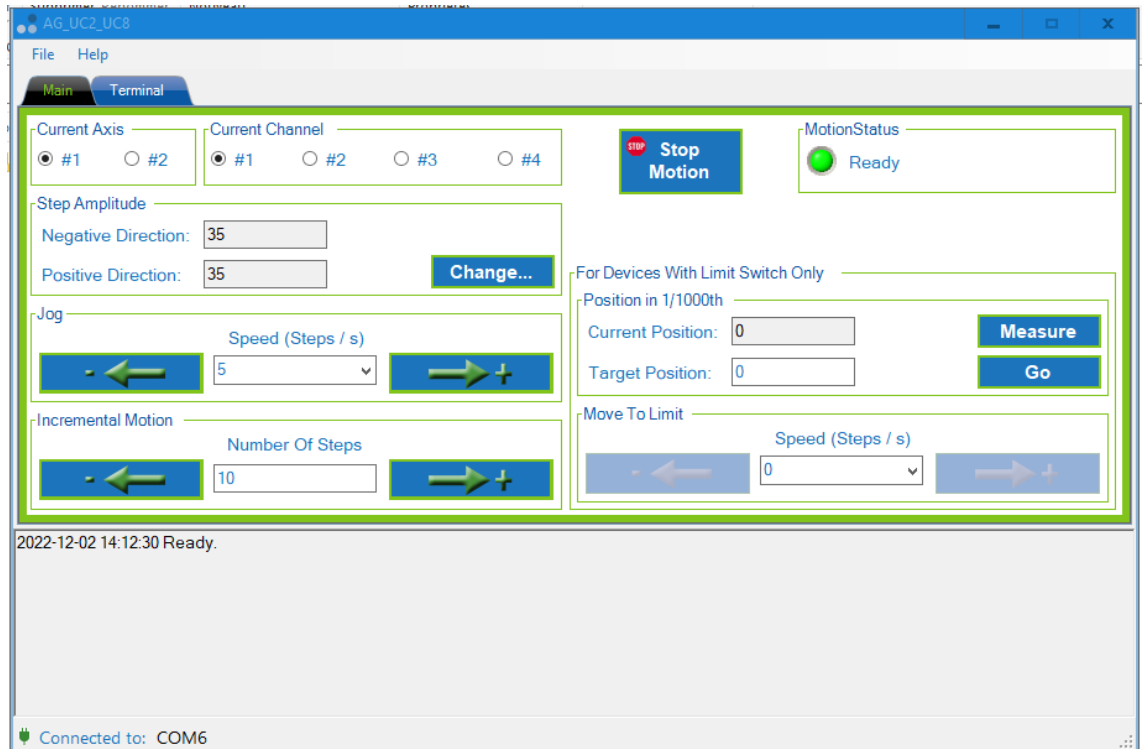 AG_UC2_UC8
File Help
Main Terminal
Current Axis
#1 #2
Current Channel
#1 #2 #3 #4
STOP
Stop
Motion
MotionStatus
Ready
Step Amplitude
Negative Direction: 35
Positive Direction: 35
Change...
Jog
Speed (Steps / s)
- 5 +
Incremental Motion
Number Of Steps
- 10 +
For Devices With Limit Switch Only
Position in 1/1000th
Current Position: 0 Measure
Target Position: 0 Go
Move To Limit
Speed (Steps / s)
- 0 +
2022-12-02 14:12:30 Ready.
Connected to: COM6